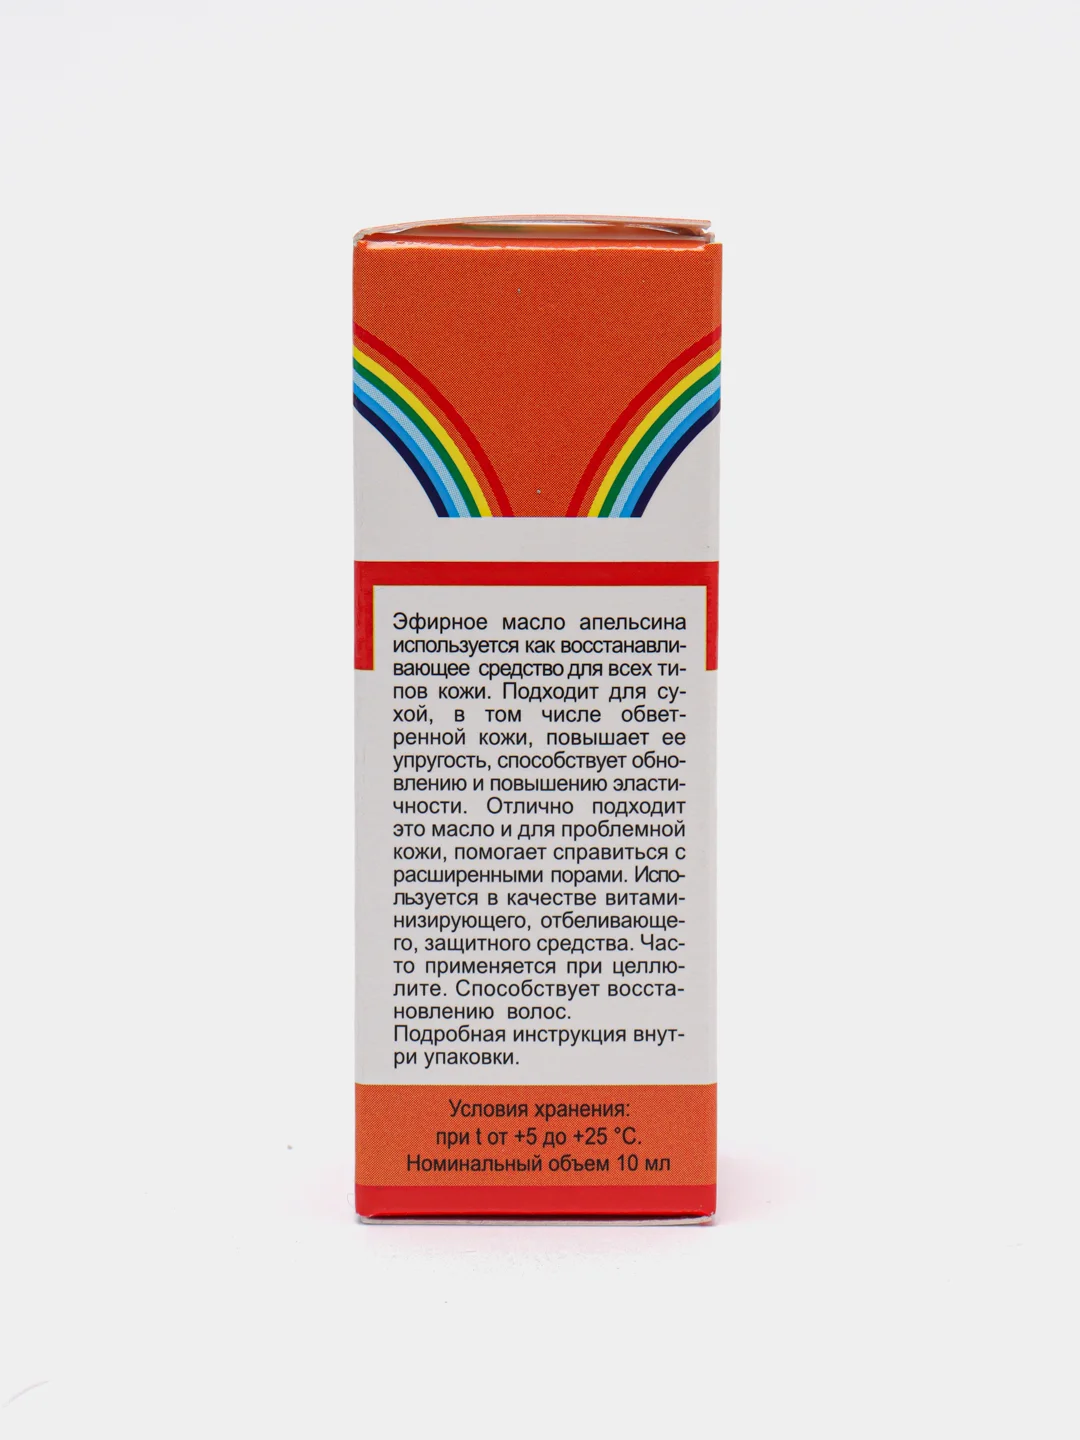 Эфирное масло апельсина
используется как восстанавли-
вающее средство для всех ти-
пов кожи. Подходит для су-
хой, в том числе обвет-
ренной кожи, повышает ее
упругость, способствует обно-
влению и повышению эласти-
чности. Отлично подходит
это масло и для проблемной
кожи, помогает справиться с
расширенными порами. Испо-
льзуется в качестве витами-
низирующего, отбеливающе-
го, защитного средства. Час-
то применяется при целлю-
лите. Способствует восста-
новлению волос.
Подробная инструкция внут-
ри упаковки.
Условия хранения:
при t от +5 до +25 °C.
Номинальный объем 10 мл